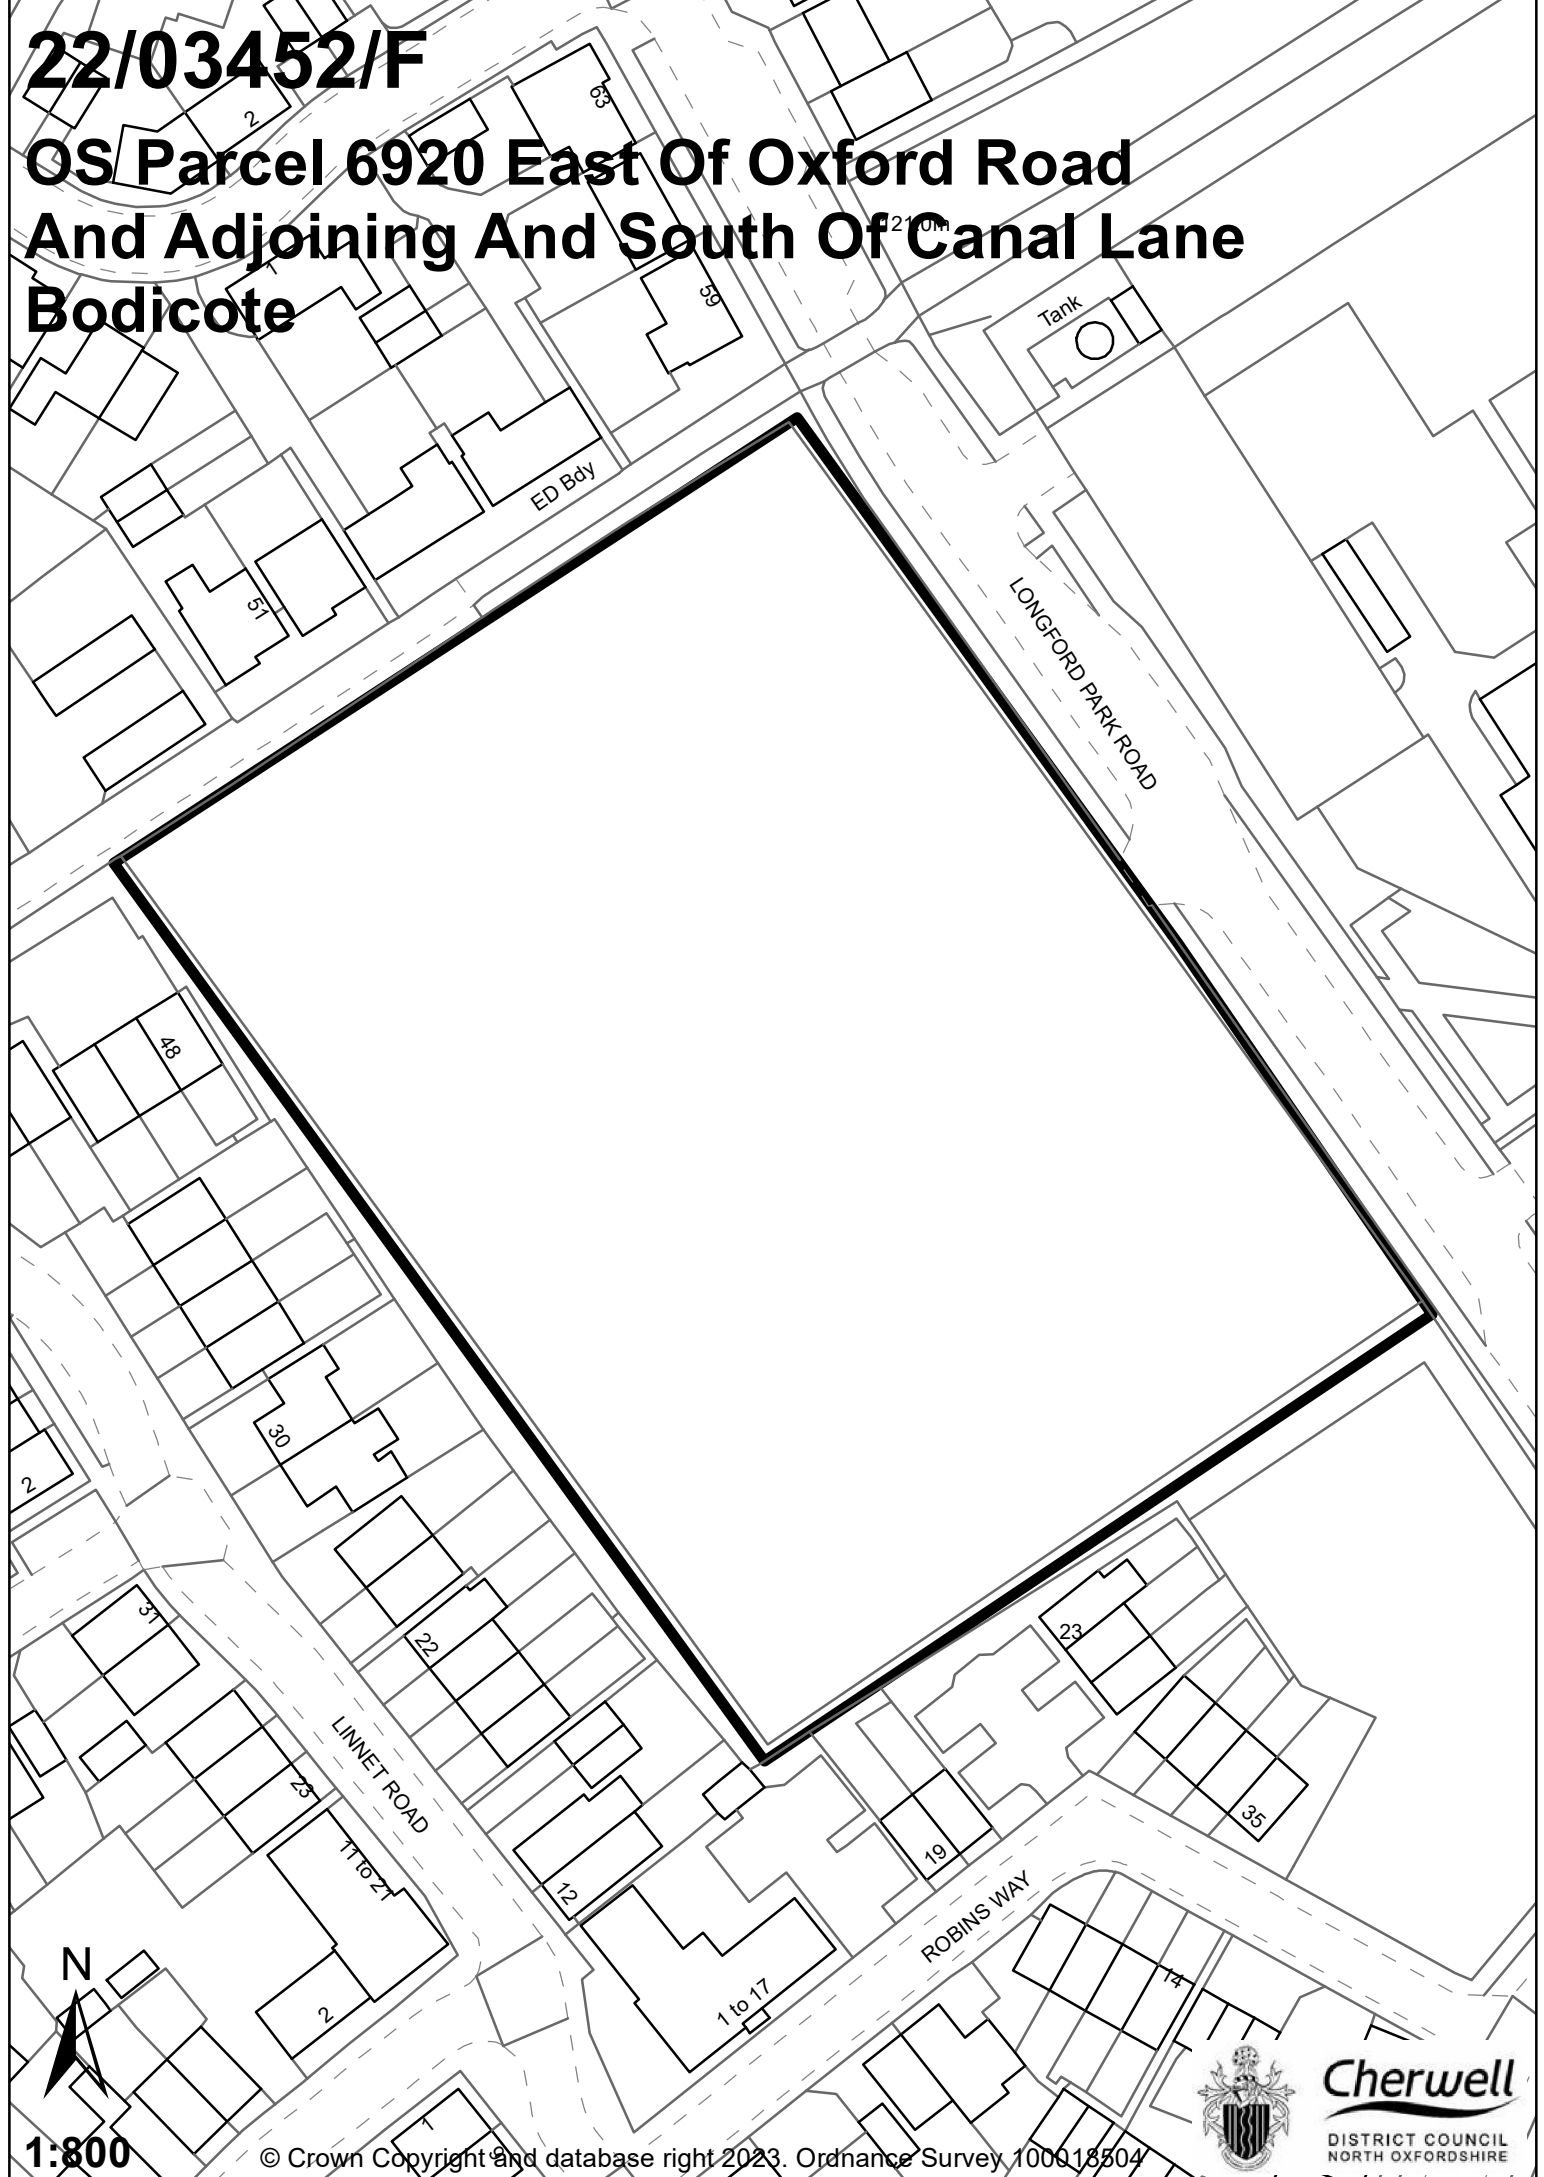 22/03452/F
OS Parcel 6920 East Of Oxford Road
And Adjoining And South Of Canal Lane
Bodicote
2
63
1
59
Tank
ED Bdy
51
LONGFORD PARK ROAD
48
30
2
31
22
23
LINNET ROAD
11 to 21
12
23
35
19
ROBINS WAY
14
1 to 17
2
N
1
9
1:800
© Crown Copyright and database right 2023. Ordnance Survey 100018504
Cherwell
DISTRICT COUNCIL
NORTH OXFORDSHIRE